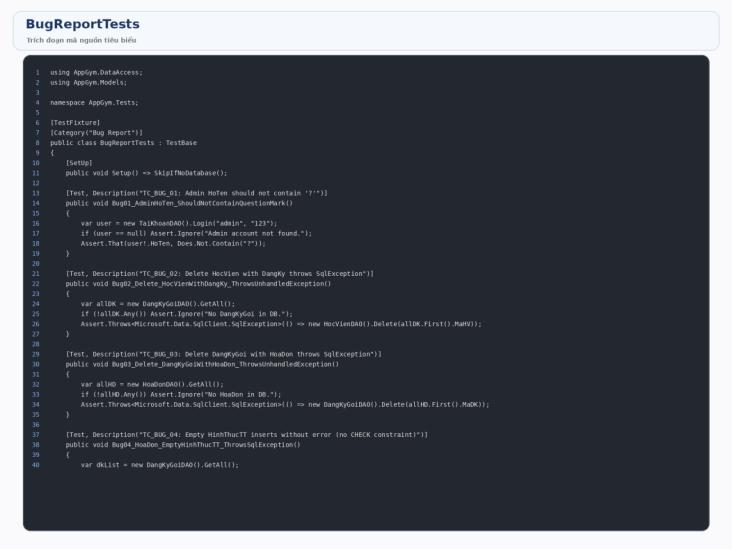 BugReportTests
Trích đoạn mã nguồn tiêu biểu
1 using AppGym.DataAccess;
2 using AppGym.Models;
3
4 namespace AppGym.Tests;
5
6 [TestFixture]
7 [Category("Bug Report")]
8 public class BugReportTests : TestBase
9 {
10     [SetUp]
11     public void Setup() => SkipIfNoDatabase();
12
13     [Test, Description("TC_BUG_01: Admin HoTen should not contain '?'")]
14     public void Bug01_AdminHoTen_ShouldNotContainQuestionMark()
15     {
16         var user = new TaiKhoanDAO().Login("admin", "123");
17         if (user == null) Assert.Ignore("Admin account not found.");
18         Assert.That(user!.HoTen, Does.Not.Contain("?"));
19     }
20
21     [Test, Description("TC_BUG_02: Delete HocVien with DangKy throws SqlException")]
22     public void Bug02_Delete_HocVienWithDangKy_ThrowsUnhandledException()
23     {
24         var allDK = new DangKyGoiDAO().GetAll();
25         if (!allDK.Any()) Assert.Ignore("No DangKyGoi in DB.");
26         Assert.Throws<Microsoft.Data.SqlClient.SqlException>(() => new HocVienDAO().Delete(allDK.First().MaHV));
27     }
28
29     [Test, Description("TC_BUG_03: Delete DangKyGoi with HoaDon throws SqlException")]
30     public void Bug03_Delete_DangKyGoiWithHoaDon_ThrowsUnhandledException()
31     {
32         var allHD = new HoaDonDAO().GetAll();
33         if (!allHD.Any()) Assert.Ignore("No HoaDon in DB.");
34         Assert.Throws<Microsoft.Data.SqlClient.SqlException>(() => new DangKyGoiDAO().Delete(allHD.First().MaDK));
35     }
36
37     [Test, Description("TC_BUG_04: Empty HinhThucTT inserts without error (no CHECK constraint)")]
38     public void Bug04_HoaDon_EmptyHinhThucTT_ThrowsSqlException()
39     {
40         var dkList = new DangKyGoiDAO().GetAll();